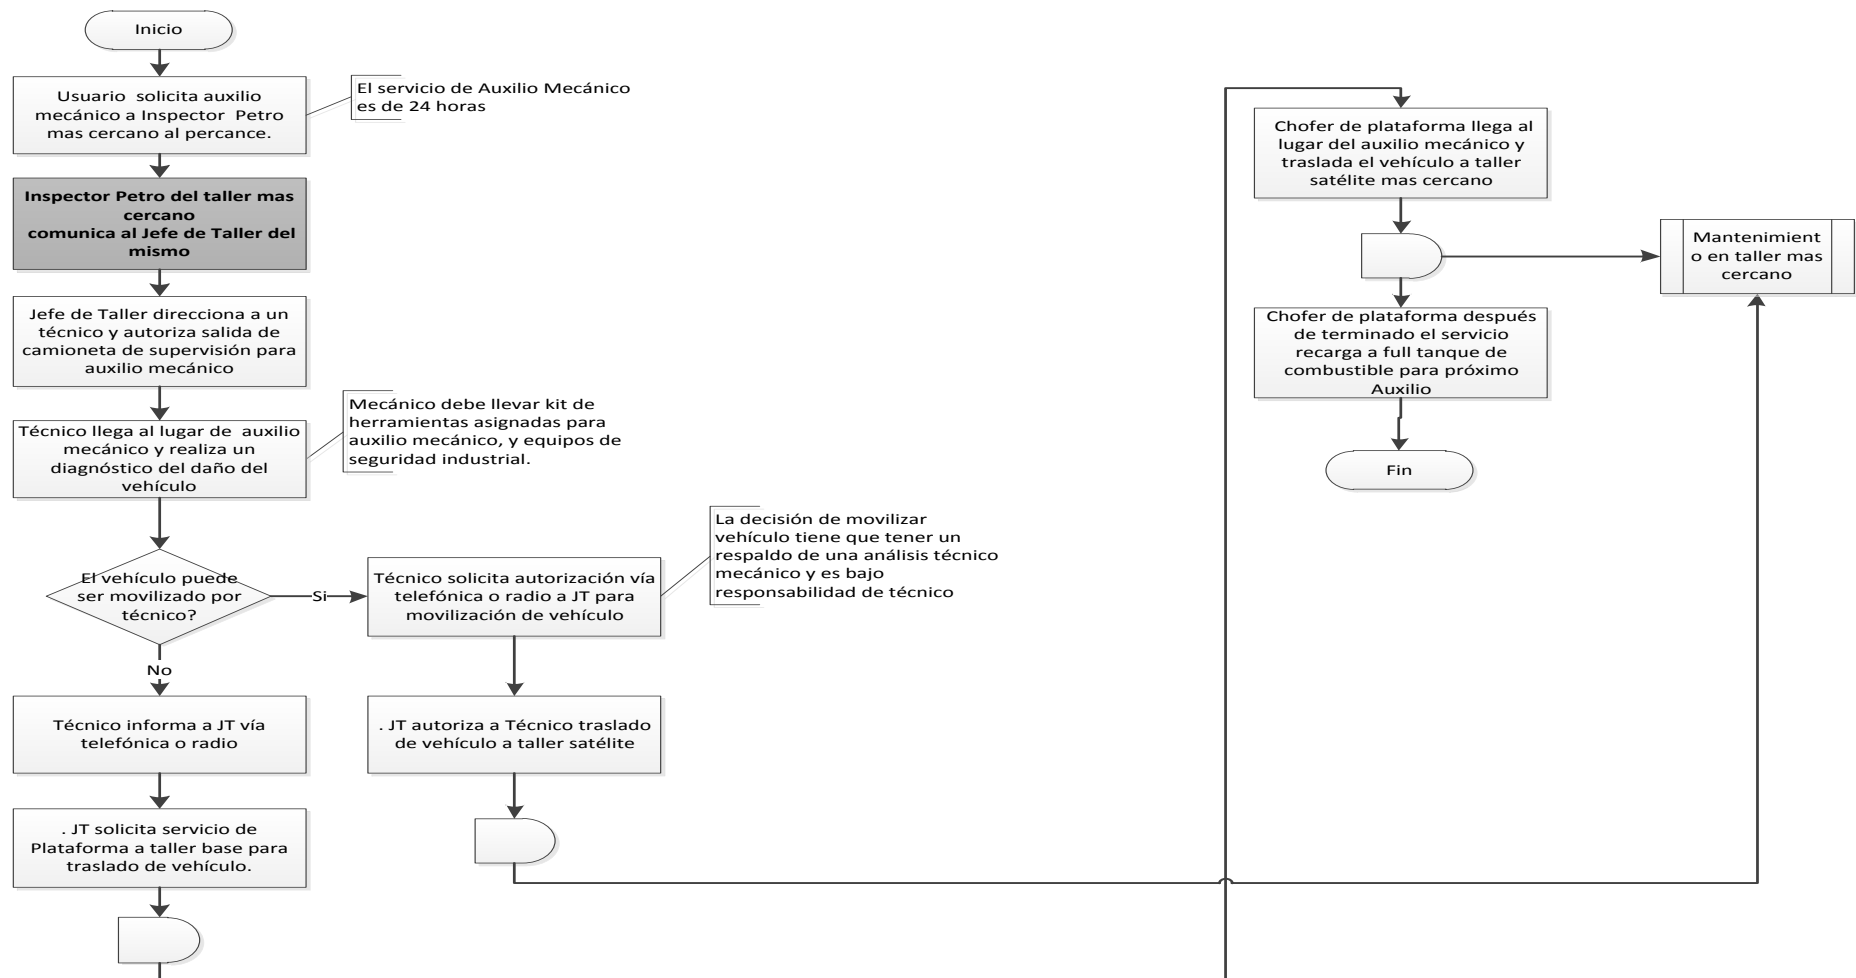 Inicio
Usuario solicita auxilio
mecánico a Inspector Petro
mas cercano al percance.
El servicio de Auxilio Mecánico
es de 24 horas
Inspector Petro del taller mas
cercano
comunica al Jefe de Taller del
mismo
Jefe de Taller direcciona a un
técnico y autoriza salida de
camioneta de supervisión para
auxilio mecánico
Técnico llega al lugar de auxilio
mecánico y realiza un
diagnóstico del daño del
vehículo
Mecánico debe llevar kit de
herramientas asignadas para
auxilio mecánico, y equipos de
seguridad industrial.
El vehículo puede
ser movilizado por
técnico?
Si
Técnico solicita autorización vía
telefónica o radio a JT para
movilización de vehículo
La decisión de movilizar
vehículo tiene que tener un
respaldo de una análisis técnico
mecánico y es bajo
responsabilidad de técnico
No
Técnico informa a JT vía
telefónica o radio
. JT autoriza a Técnico traslado
de vehículo a taller satélite
. JT solicita servicio de
Plataforma a taller base para
traslado de vehículo.
Chofer de plataforma llega al
lugar del auxilio mecánico y
traslada el vehículo a taller
satélite mas cercano
Mantenimient
o en taller mas
cercano
Chofer de plataforma después
de terminado el servicio
recarga a full tanque de
combustible para próximo
Auxilio
Fin